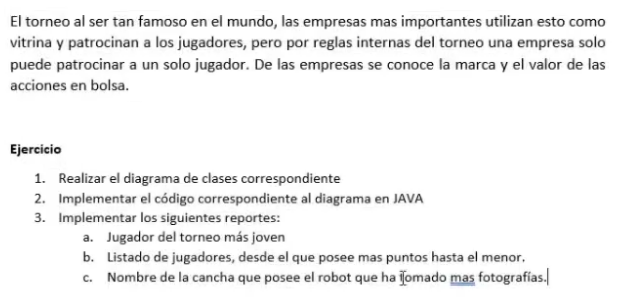 El torneo al ser tan famoso en el mundo, las empresas mas importantes utilizan esto como
vitrina y patrocinan a los jugadores, pero por reglas internas del torneo una empresa solo
puede patrocinar a un solo jugador. De las empresas se conoce la marca y el valor de las
acciones en bolsa.
Ejercicio
1. Realizar el diagrama de clases correspondiente
2. Implementar el código correspondiente al diagrama en JAVA
3. Implementar los siguientes reportes:
a. Jugador del torneo más joven
b. Listado de jugadores, desde el que posee mas puntos hasta el menor.
c. Nombre de la cancha que posee el robot que ha tomado mas fotografías.